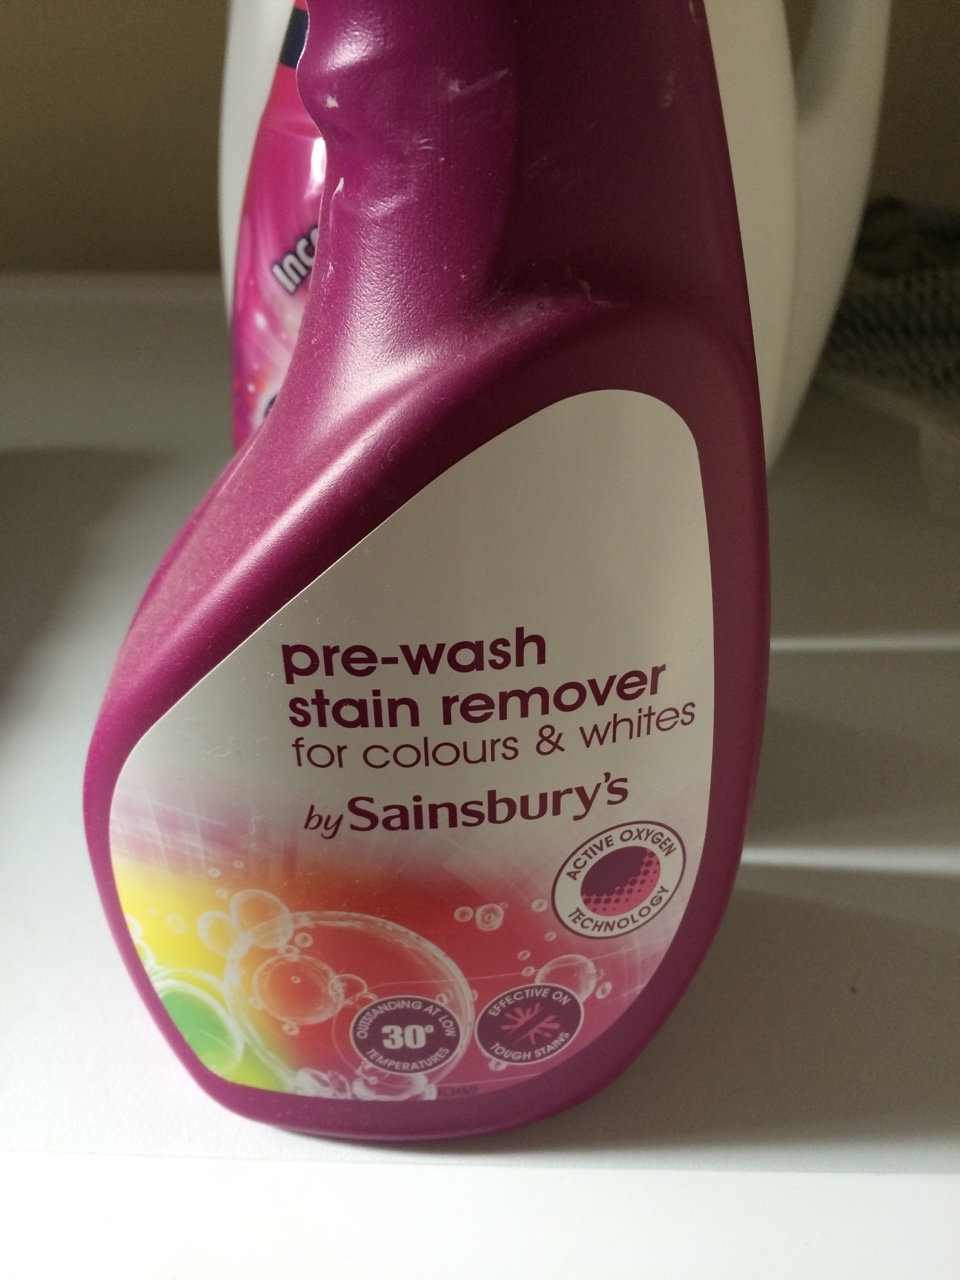 pre-wash
stain remover
for colours & whites
by Sainsbury's
ACTIVE OXYGEN
TECHNOLOGY
OUTSTANDING AT LOW
30°
TEMPERATURES
EFFECTIVE ON
TOUGH STAINS